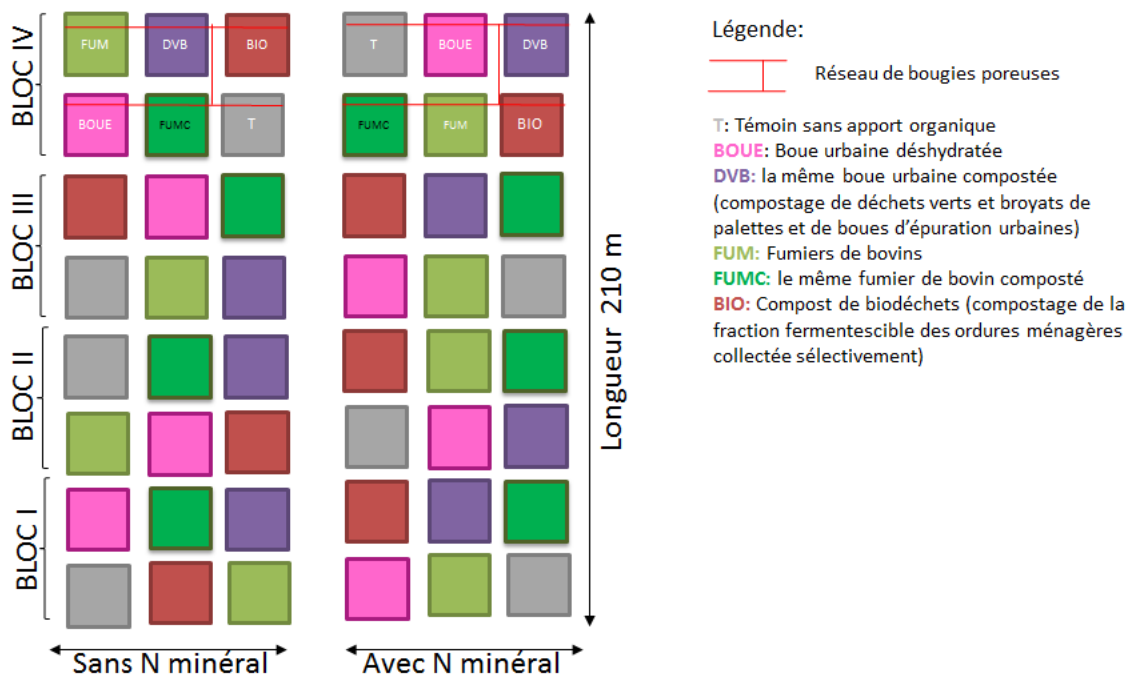 BLOC IV
FUM DVB BIO
BOUE FUMC T
T BOUE DVB
FUMC FUM BIO
BLOC III
BLOC II
BLOC I
Sans N minéral
Avec N minéral
Longueur 210 m
Légende:
Réseau de bougies poreuses
T: Témoin sans apport organique
BOUE: Boue urbaine déshydratée
DVB: la même boue urbaine compostée
(compostage de déchets verts et broyats de
palettes et de boues d’épuration urbaines)
FUM: Fumiers de bovins
FUMC: le même fumier de bovin composté
BIO: Compost de biodéchets (compostage de la
fraction fermentescible des ordures ménagères
collectée sélectivement)